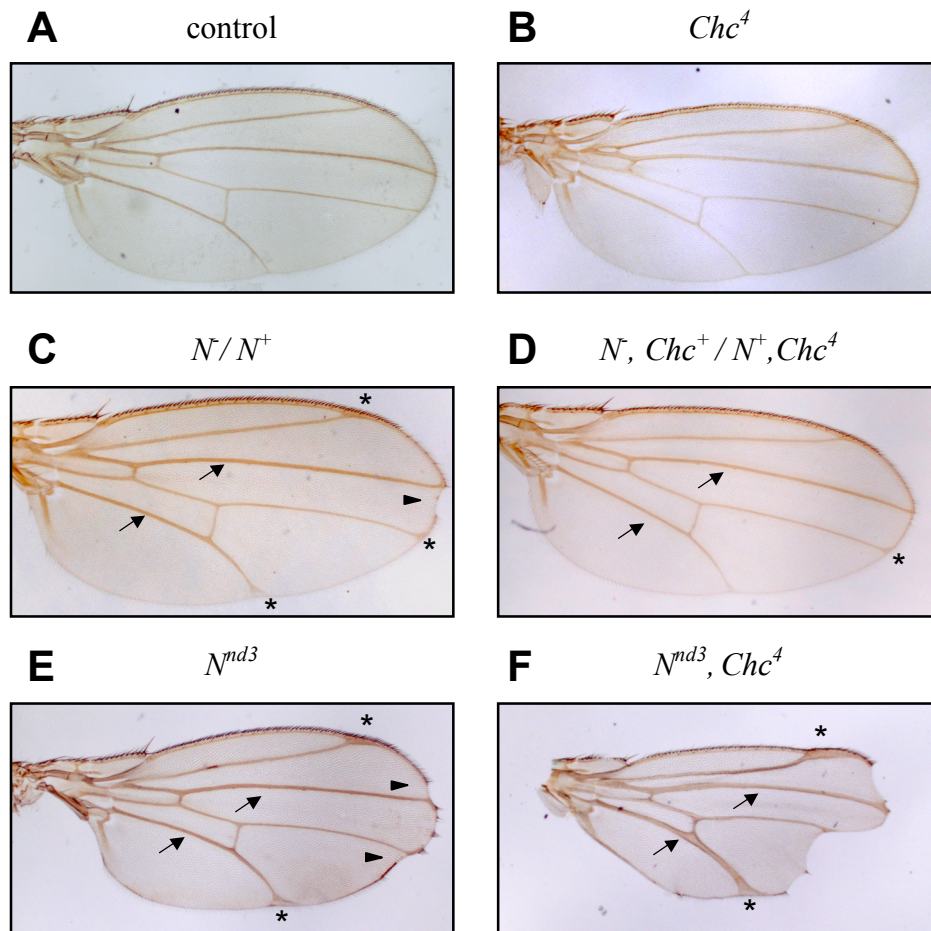 A control
B Chc⁴
C N⁻/ N⁺
*
*
*
D N⁻, Chc⁺ / N⁺,Chc⁴
*
E Nⁿᵈ³
*
*
F Nⁿᵈ³, Chc⁴
*
*